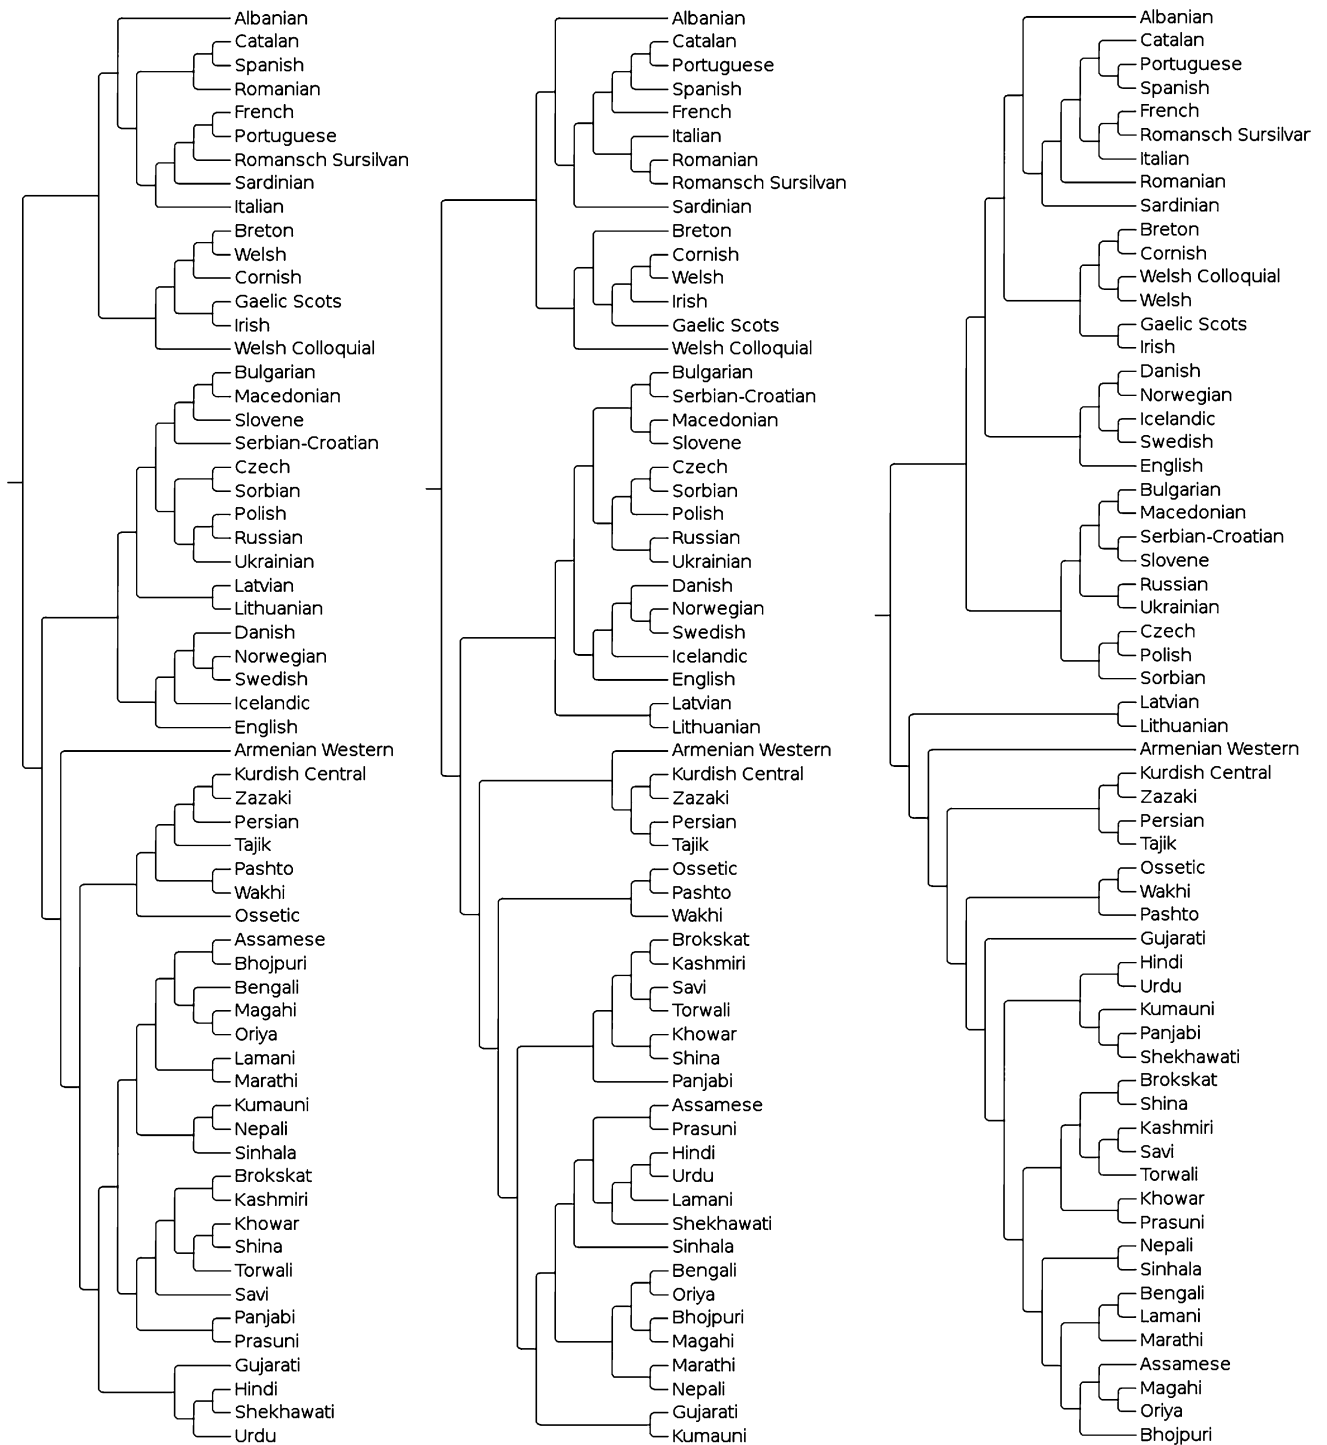 Albanian
Catalan
Spanish
Romanian
French
Portuguese
Romansch Sursilvan
Sardinian
Italian
Breton
Welsh
Cornish
Gaelic Scots
Irish
Welsh Colloquial
Bulgarian
Macedonian
Slovene
Serbian-Croatian
Czech
Sorbian
Polish
Russian
Ukrainian
Latvian
Lithuanian
Danish
Norwegian
Swedish
Icelandic
English
Armenian Western
Kurdish Central
Zazaki
Persian
Tajik
Pashto
Wakhi
Ossetic
Assamese
Bhojpuri
Bengali
Magahi
Oriya
Lamani
Marathi
Kumauni
Nepali
Sinhala
Brokskat
Kashmiri
Khowar
Shina
Torwali
Savi
Panjabi
Prasuni
Gujarati
Hindi
Shekhawati
Urdu
Albanian
Catalan
Portuguese
Spanish
French
Italian
Romanian
Romansch Sursilvan
Sardinian
Breton
Cornish
Welsh
Irish
Gaelic Scots
Welsh Colloquial
Bulgarian
Serbian-Croatian
Macedonian
Slovene
Czech
Sorbian
Polish
Russian
Ukrainian
Danish
Norwegian
Swedish
Icelandic
English
Latvian
Lithuanian
Armenian Western
Kurdish Central
Zazaki
Persian
Tajik
Ossetic
Pashto
Wakhi
Brokskat
Kashmiri
Savi
Torwali
Khowar
Shina
Panjabi
Assamese
Prasuni
Hindi
Urdu
Lamani
Shekhawati
Sinhala
Bengali
Oriya
Bhojpuri
Magahi
Marathi
Nepali
Gujarati
Kumauni
Albanian
Catalan
Portuguese
Spanish
French
Romansch Sursilvar
Italian
Romanian
Sardinian
Breton
Cornish
Welsh Colloquial
Welsh
Gaelic Scots
Irish
Danish
Norwegian
Icelandic
Swedish
English
Bulgarian
Macedonian
Serbian-Croatian
Slovene
Russian
Ukrainian
Czech
Polish
Sorbian
Latvian
Lithuanian
Armenian Western
Kurdish Central
Zazaki
Persian
Tajik
Ossetic
Wakhi
Pashto
Gujarati
Hindi
Urdu
Kumauni
Panjabi
Shekhawati
Brokskat
Shina
Kashmiri
Savi
Torwali
Khowar
Prasuni
Nepali
Sinhala
Bengali
Lamani
Marathi
Assamese
Magahi
Oriya
Bhojpuri